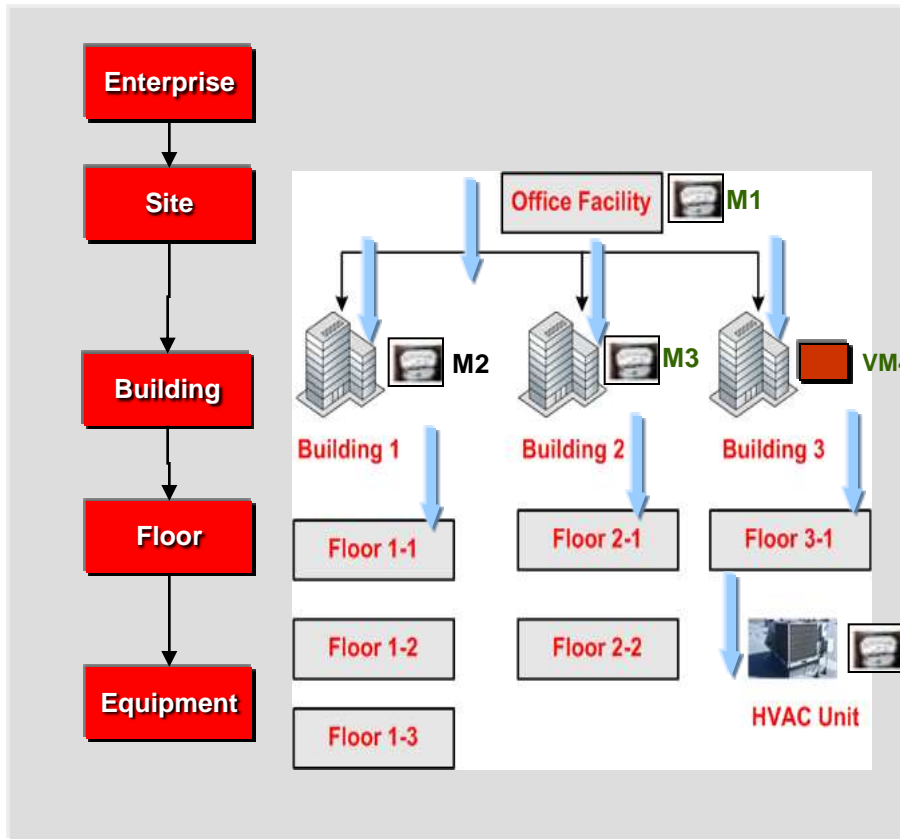 Enterprise
Site
Building
Floor
Equipment
Office Facility
M1
M2
M3
VM4
Building 1
Building 2
Building 3
Floor 1-1
Floor 2-1
Floor 3-1
Floor 1-2
Floor 2-2
HVAC Unit
Floor 1-3